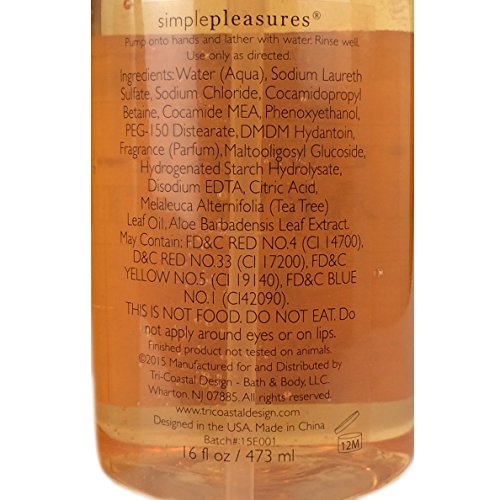 simplepleasures®
Pump onto hands and lather with water. Rinse well.
Use only as directed.
Ingredients: Water (Aqua), Sodium Laureth
Sulfate, Sodium Chloride, Cocamidopropyl
Betaine, Cocamide MEA, Phenoxyethanol,
PEG-150 Distearate, DMDM Hydantoin,
Fragrance (Parfum), Maltooligosyl Glucoside,
Hydrogenated Starch Hydrolysate,
Disodium EDTA, Citric Acid,
Melaleuca Alternifolia (Tea Tree)
Leaf Oil, Aloe Barbadensis Leaf Extract
May Contain: FD&C RED NO.4 (CI 14700),
D&C RED NO.33 (CI 17200), FD&C
YELLOW NO.5 (CI 19140), FD&C BLUE
NO.1 (CI42090).
THIS IS NOT FOOD. DO NOT EAT. Do
not apply around eyes or on lips.
Finished product not tested on animals.
©2015 Manufactured for and Distributed by
Tri-Coastal Design - Bath & Body, LLC.
Wharton, NJ 07885. All rights reserved.
www.tricoastaldesign.com
Designed in the USA. Made in China
Batch#:15E001
12M
16 fl oz / 473 ml